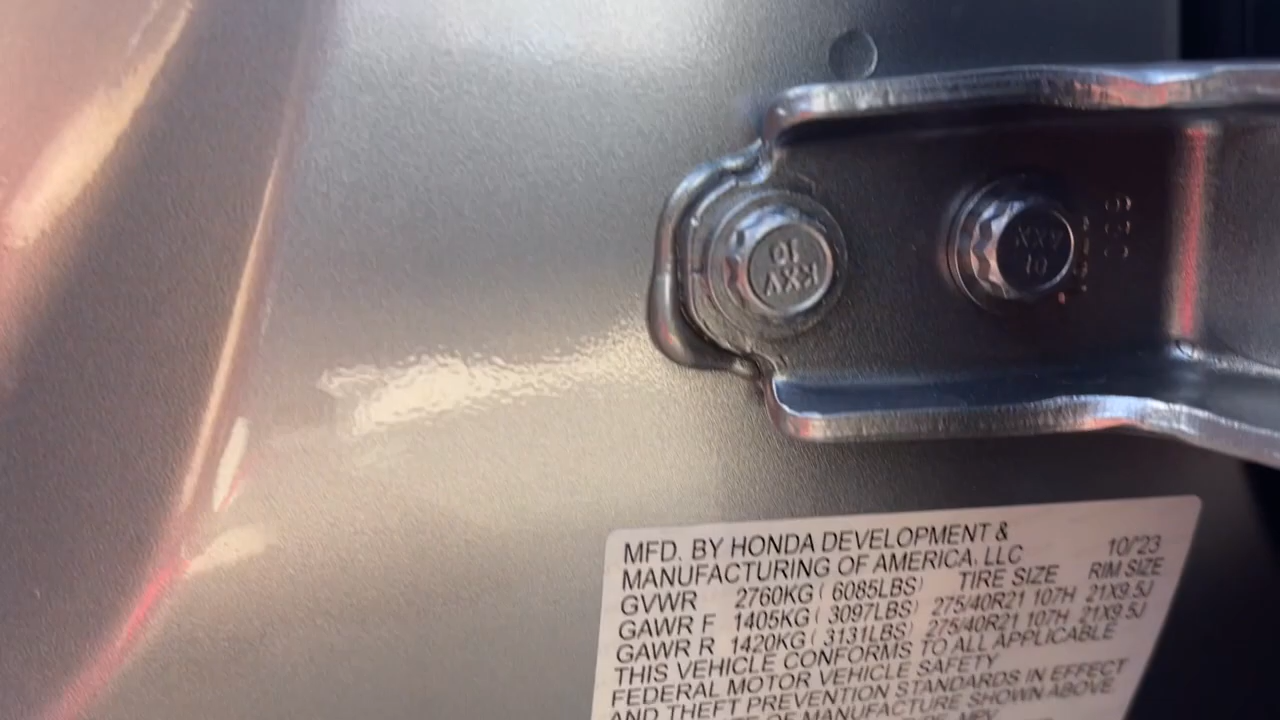 KXV
10
4XX
10
MFD. BY HONDA DEVELOPMENT &
MANUFACTURING OF AMERICA, LLC 10/23
GVWR 2760KG ( 6085LBS) TIRE SIZE RIM SIZE
GAWR F 1405KG ( 3097LBS) 275/40R21 107H 21X9.5J
GAWR R 1420KG ( 3131LBS) 275/40R21 107H 21X9.5J
THIS VEHICLE CONFORMS TO ALL APPLICABLE
FEDERAL MOTOR VEHICLE SAFETY
AND THEFT PREVENTION STANDARDS IN EFFECT
OF MANUFACTURE SHOWN ABOVE.
MPV